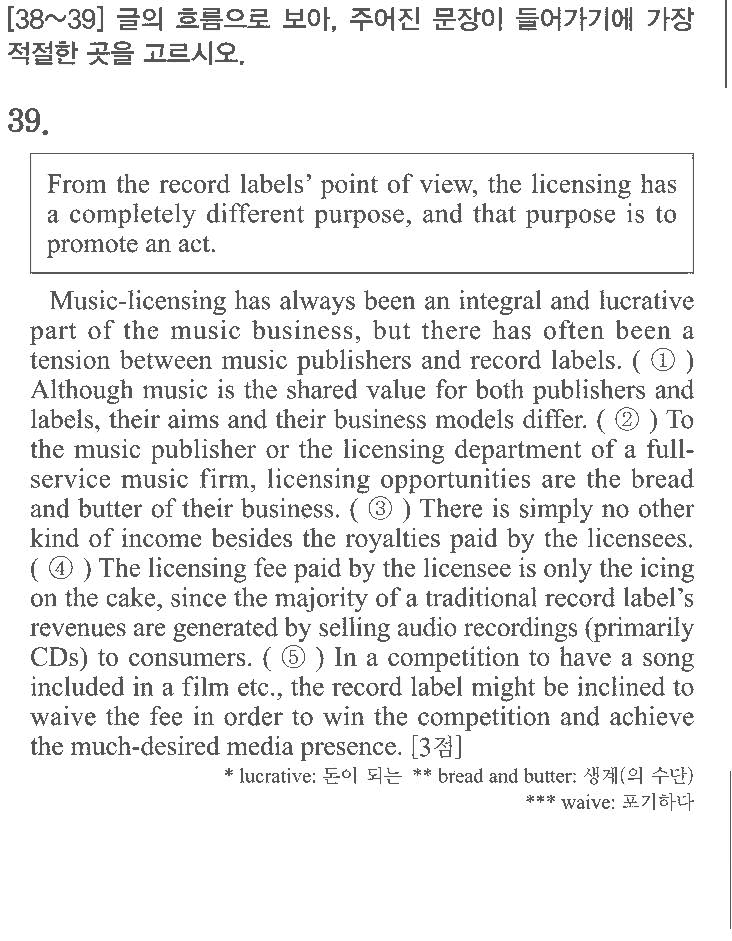 [38~39] 글의 흐름으로 보아, 주어진 문장이 들어가기에 가장
적절한 곳을 고르시오.
39.
From the record labels' point of view, the licensing has
a completely different purpose, and that purpose is to
promote an act.
Music-licensing has always been an integral and lucrative
part of the music business, but there has often been a
tension between music publishers and record labels. ( ① )
Although music is the shared value for both publishers and
labels, their aims and their business models differ. ( ② ) To
the music publisher or the licensing department of a full-
service music firm, licensing opportunities are the bread
and butter of their business. ( ③ ) There is simply no other
kind of income besides the royalties paid by the licensees.
( ④ ) The licensing fee paid by the licensee is only the icing
on the cake, since the majority of a traditional record label's
revenues are generated by selling audio recordings (primarily
CDs) to consumers. ( ⑤ ) In a competition to have a song
included in a film etc., the record label might be inclined to
waive the fee in order to win the competition and achieve
the much-desired media presence. [3점]
* lucrative: 돈이 되는 ** bread and butter: 생계(의 수단)
*** waive: 포기하다